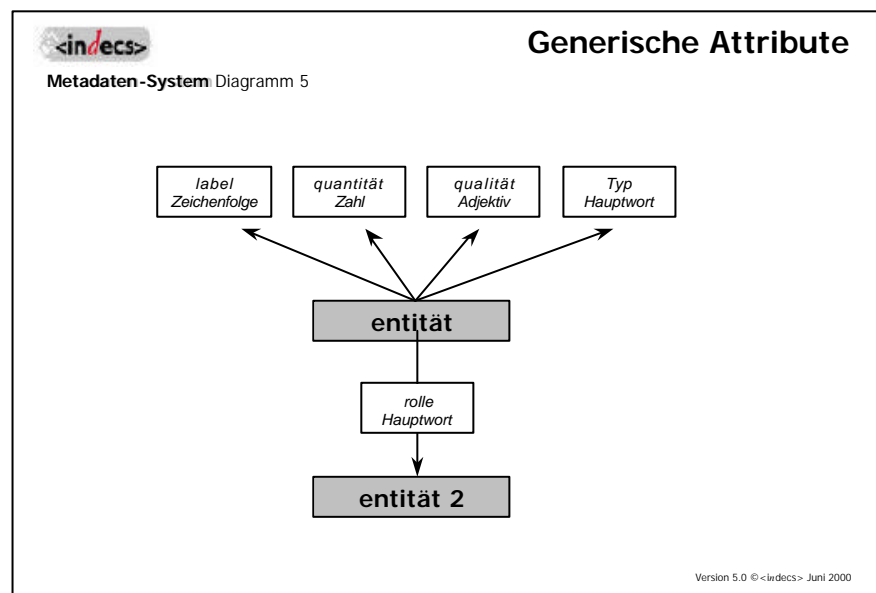 <indecs>
Generische Attribute
Metadaten-System Diagramm 5
label
Zeichenfolge
quantität
Zahl
qualität
Adjektiv
Typ
Hauptwort
entität
rolle
Hauptwort
entität 2
Version 5.0 ©<indecs> Juni 2000